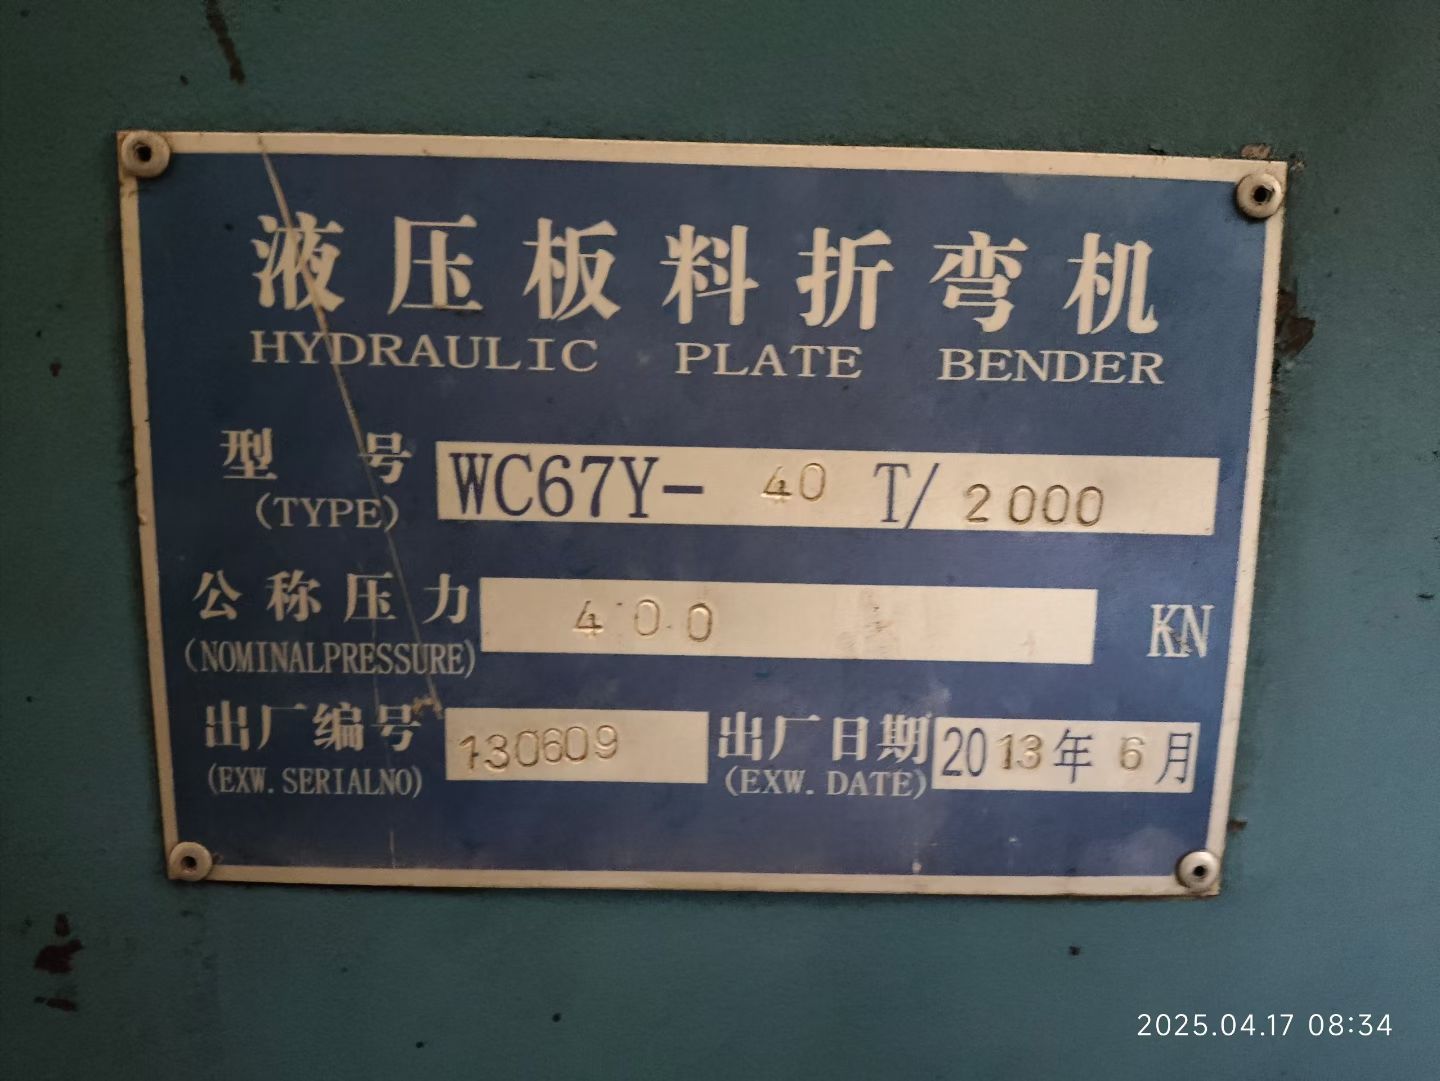 液压板料折弯机
HYDRAULIC PLATE BENDER
型 号 WC67Y- 40 T/ 2000
(TYPE)
公称压力 400 KN
(NOMINALPRESSURE)
出厂编号 130609 出厂日期 2013年 6月
(EXW. SERIALNO) (EXW. DATE)
2025.04.17 08:34